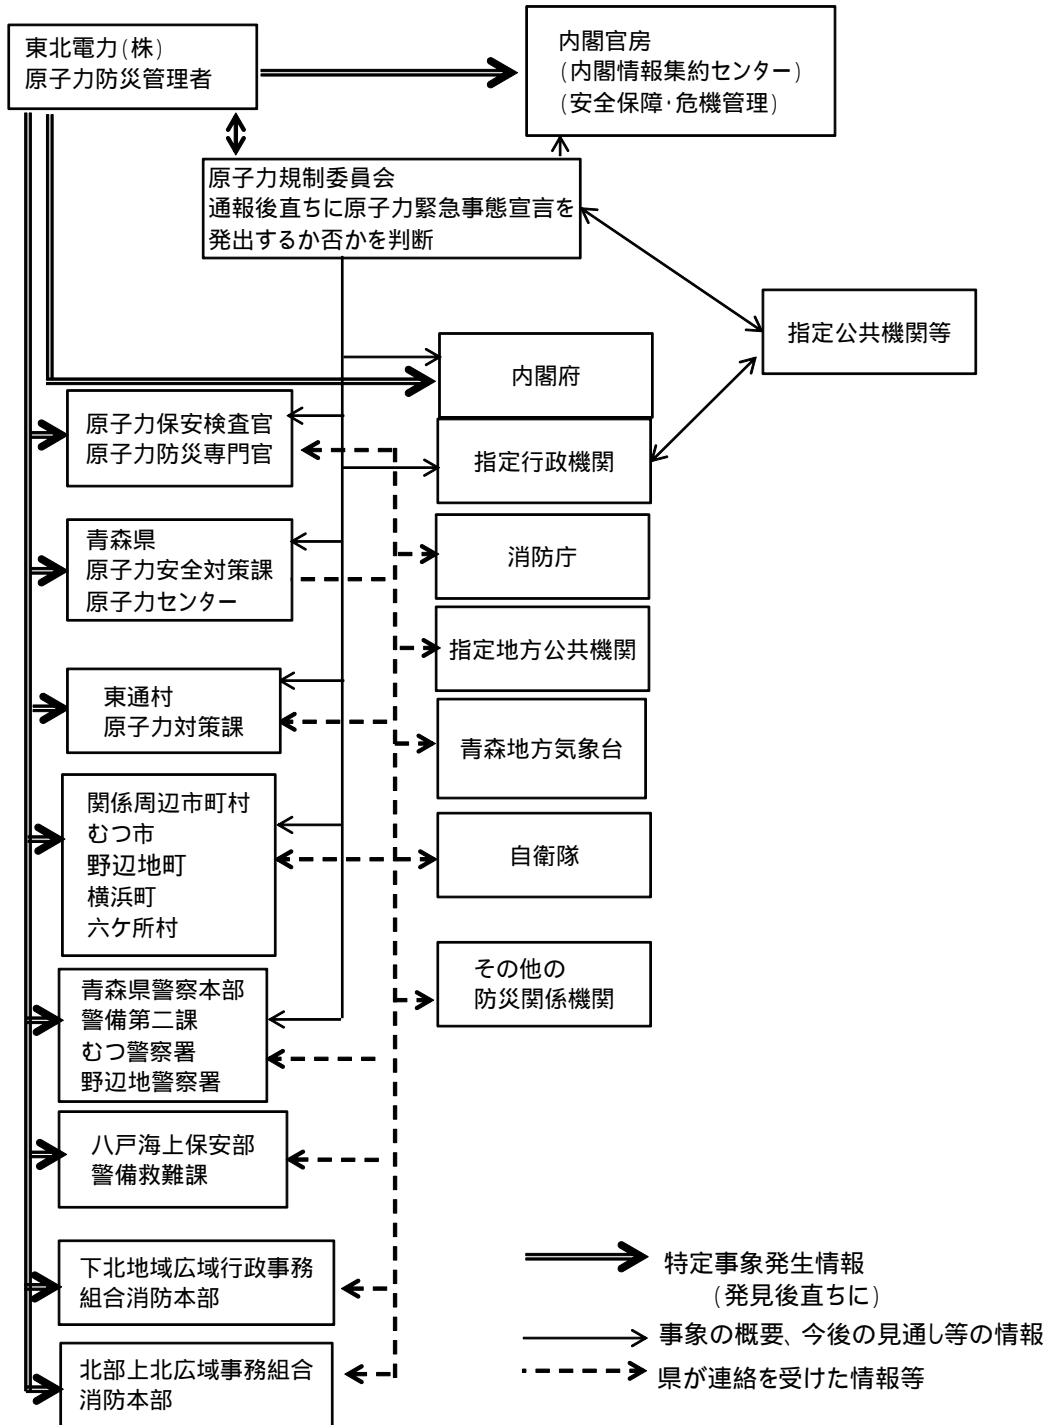 東北電力(株)
原子力防災管理者
内閣官房
(内閣情報集約センター)
(安全保障･危機管理)
原子力規制委員会
通報後直ちに原子力緊急事態宣言を
発出するか否かを判断
指定公共機関等
内閣府
原子力保安検査官
原子力防災専門官
指定行政機関
青森県
原子力安全対策課
原子力センター
消防庁
指定地方公共機関
東通村
原子力対策課
青森地方気象台
関係周辺市町村
むつ市
野辺地町
横浜町
六ケ所村
自衛隊
その他の
防災関係機関
青森県警察本部
警備第二課
むつ警察署
野辺地警察署
八戸海上保安部
警備救難課
下北地域広域行政事務
組合消防本部
北部上北広域事務組合
消防本部
特定事象発生情報
(発見後直ちに)
事象の概要、今後の見通し等の情報
県が連絡を受けた情報等